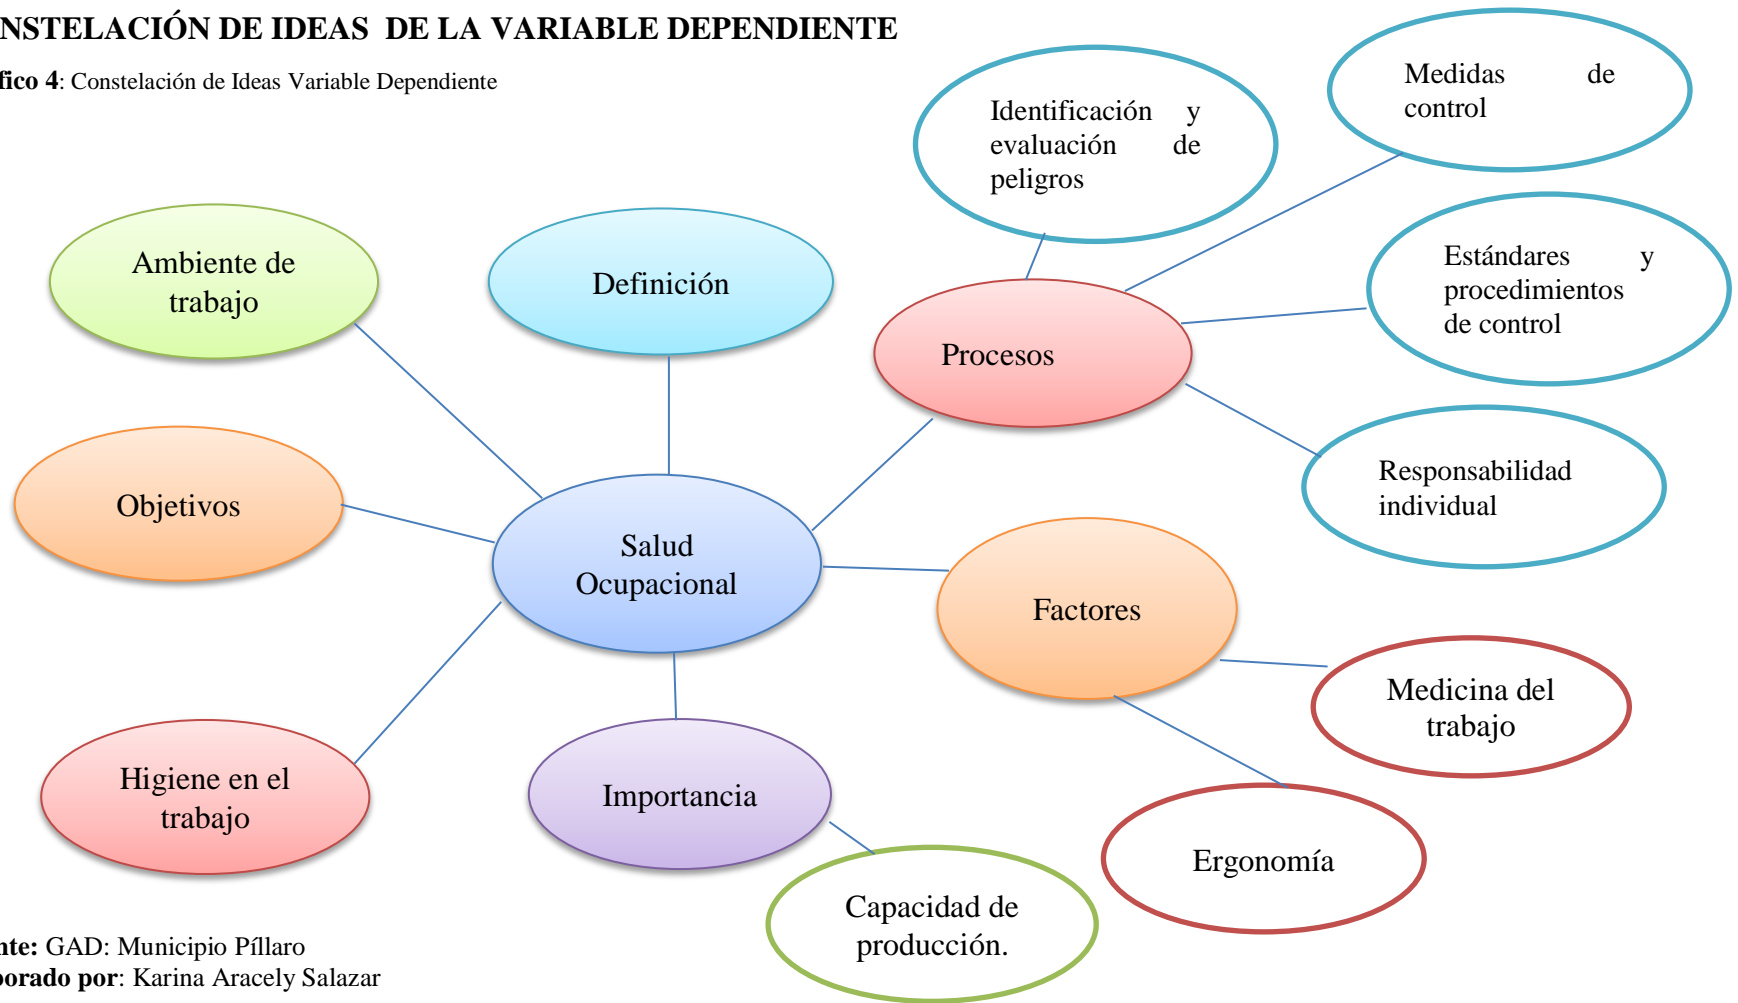 NSTELACIÓN DE IDEAS DE LA VARIABLE DEPENDIENTE
fico 4: Constelación de Ideas Variable Dependiente
Medidas de
control
Identificación y
evaluación de
peligros
Estándares y
procedimientos
de control
Ambiente de
trabajo
Definición
Procesos
Responsabilidad
individual
Objetivos
Salud
Ocupacional
Factores
Medicina del
trabajo
Higiene en el
trabajo
Importancia
Ergonomía
Capacidad de
producción.
nte: GAD: Municipio Píllaro
borado por: Karina Aracely Salazar